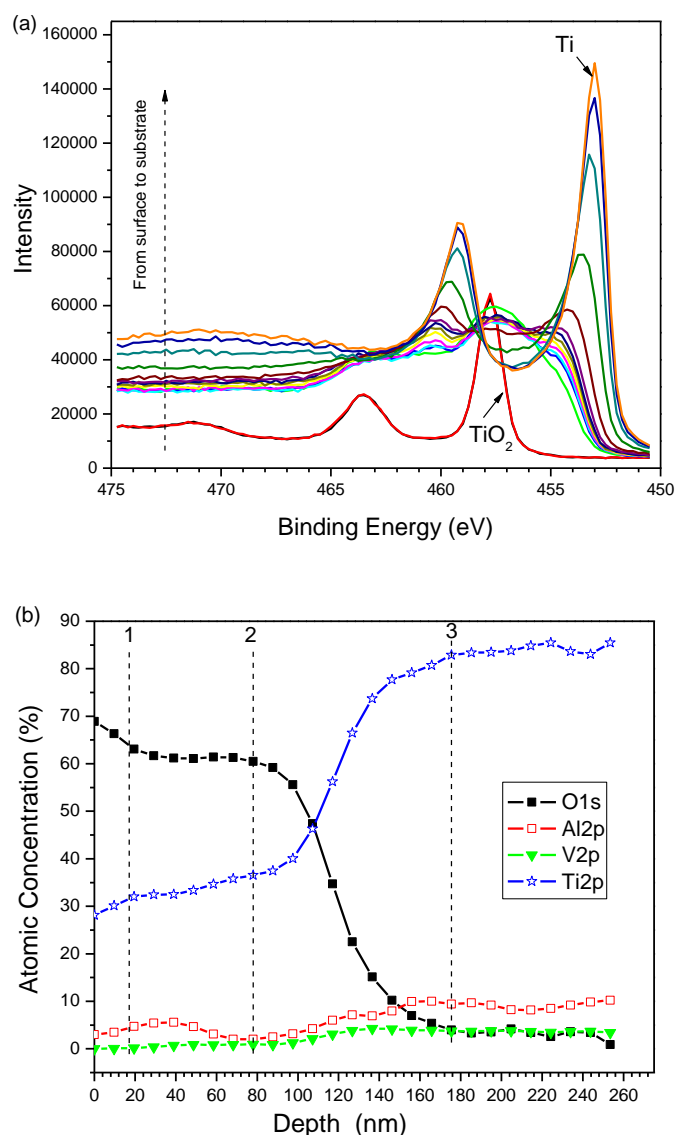 (a)
160000
140000
120000
100000
80000
60000
40000
20000
0
Intensity
From surface to substrate
Ti
TiO2
475 470 465 460 455 450
Binding Energy (eV)
(b)
90
80
70
60
50
40
30
20
10
0
Atomic Concentration (%)
1 2 3
O1s
Al2p
V2p
Ti2p
0 20 40 60 80 100 120 140 160 180 200 220 240 260
Depth (nm)